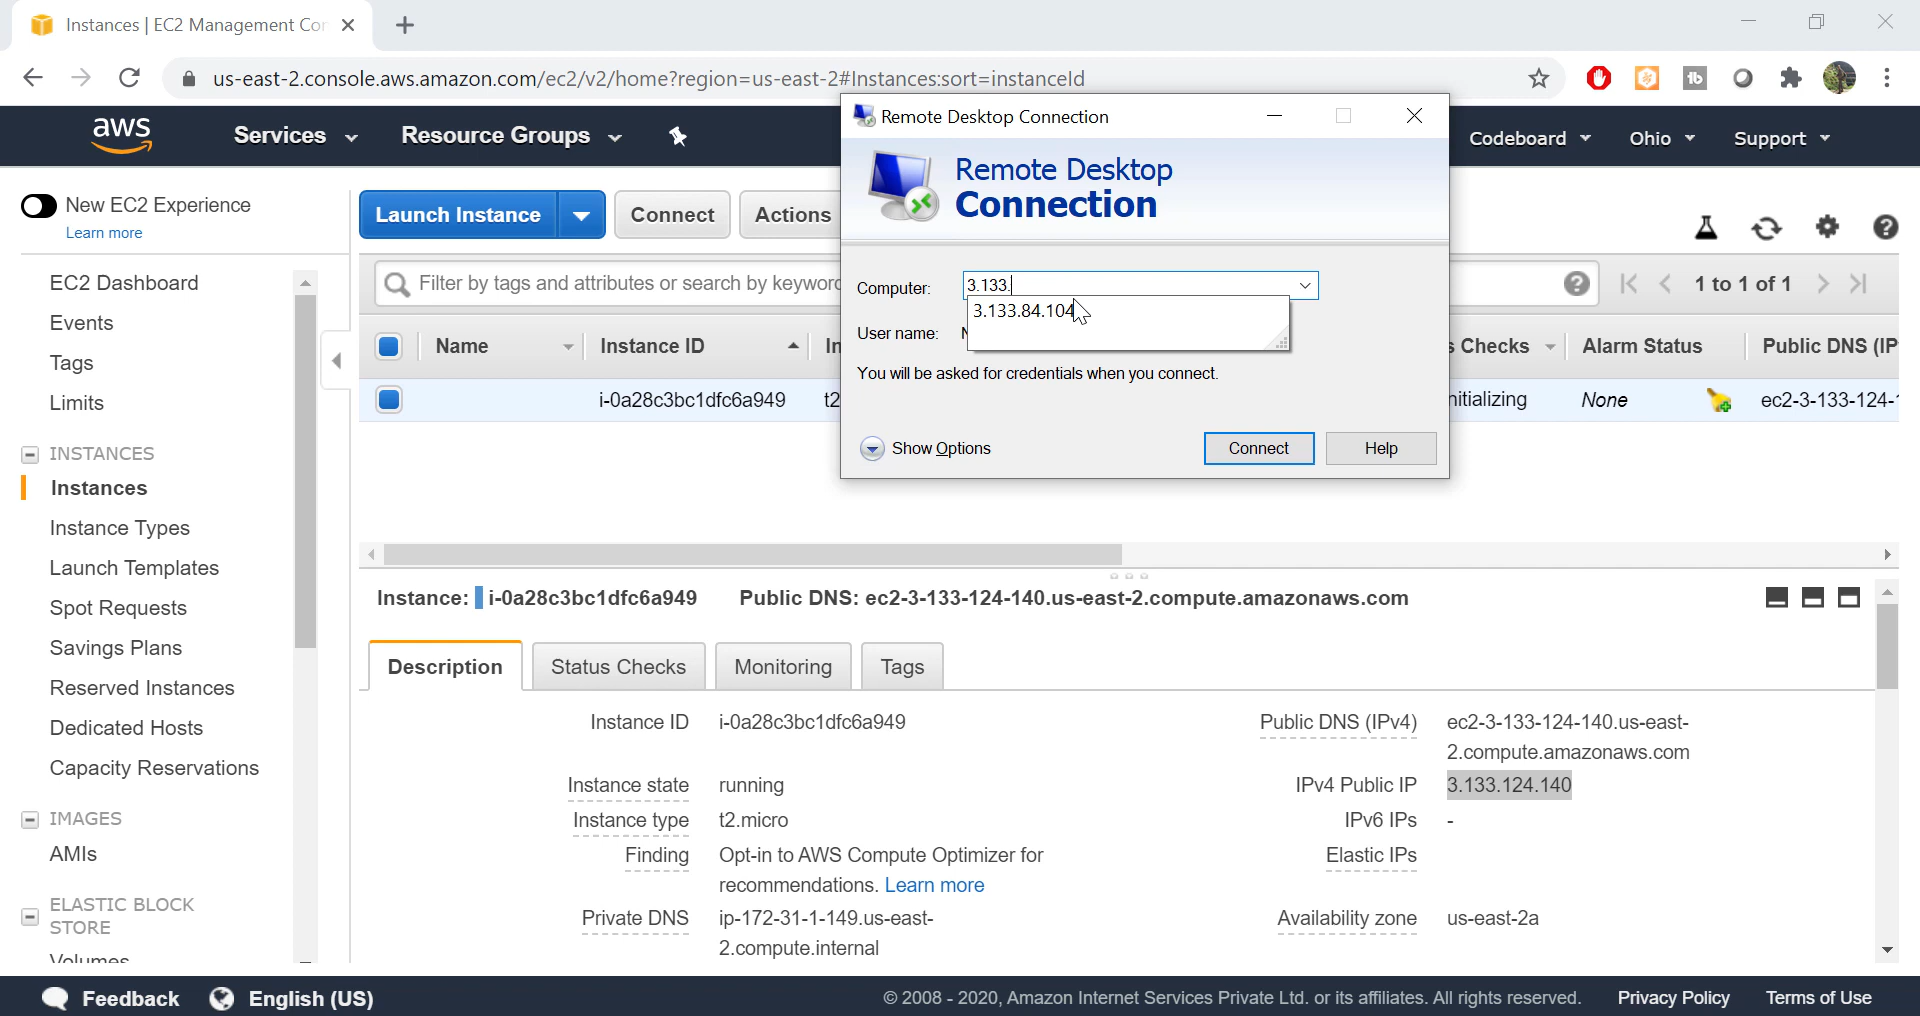 Instances | EC2 Management Con
us-east-2.console.aws.amazon.com/ec2/v2/home?region=us-east-2#Instances:sort=instanceId
aws
Services
Resource Groups
Codeboard
Ohio
Support
Remote Desktop Connection
Remote Desktop
Connection
Computer:
3.133.
3.133.84.104
User name:
You will be asked for credentials when you connect.
Show Options
Connect
Help
New EC2 Experience
Learn more
EC2 Dashboard
Events
Tags
Limits
INSTANCES
Instances
Instance Types
Launch Templates
Spot Requests
Savings Plans
Reserved Instances
Dedicated Hosts
Capacity Reservations
IMAGES
AMIs
ELASTIC BLOCK
STORE
Volumes
Launch Instance
Connect
Actions
Filter by tags and attributes or search by keyword
1 to 1 of 1
Name
Instance ID
In
s Checks
Alarm Status
Public DNS (IP
i-0a28c3bc1dfc6a949
t2
nitializing
None
ec2-3-133-124-1
Instance: i-0a28c3bc1dfc6a949 Public DNS: ec2-3-133-124-140.us-east-2.compute.amazonaws.com
Description
Status Checks
Monitoring
Tags
Instance ID i-0a28c3bc1dfc6a949
Instance state running
Instance type t2.micro
Finding Opt-in to AWS Compute Optimizer for
recommendations. Learn more
Private DNS ip-172-31-1-149.us-east-
2.compute.internal
Public DNS (IPv4) ec2-3-133-124-140.us-east-
2.compute.amazonaws.com
IPv4 Public IP 3.133.124.140
IPv6 IPs -
Elastic IPs
Availability zone us-east-2a
Feedback
English (US)
© 2008 - 2020, Amazon Internet Services Private Ltd. or its affiliates. All rights reserved.
Privacy Policy
Terms of Use